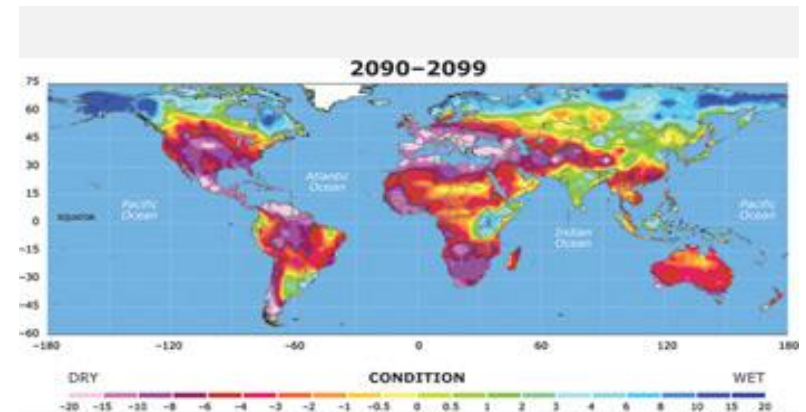 2090–2099
75
60
45
30
15
0
−15
−30
−45
−60
EQUATOR
Pacific
Ocean
Atlantic
Ocean
Indian
Ocean
Pacific
Ocean
−180 −120 −60 0 60 120 180
DRY CONDITION WET
−20 −15 −10 −8 −6 −4 −3 −2 −1 −0.5 0 0.5 1 2 3 4 6 8 10 15 20